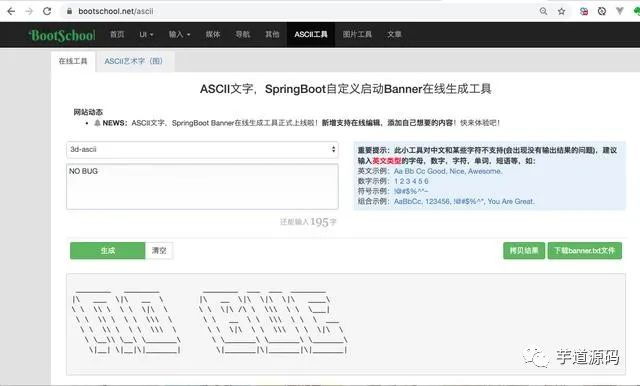 bootschool.net/ascii
BootSchool 首页 UI 输入 媒体 导航 其他 ASCII工具 图片工具 文章
在线工具 ASCII艺术字（图）
ASCII文字，SpringBoot自定义启动Banner在线生成工具
网站动态
NEWS：ASCII文字，SpringBoot Banner在线生成工具正式上线啦！新增支持在线编辑，添加自己想要的内容！快来体验吧！
3d-ascii
NO BUG
还能输入195字
重要提示：此小工具对中文和某些字符不支持(会出现没有输出结果的问题)，建议
输入英文类型的字母，数字，字符，单词，短语等，如:
英文示例：Aa Bb Cc Good, Nice, Awesome.
数字示例：1 2 3 4 5 6
符号示例：!@#$%^"~
组合示例：AaBbCc, 123456, !@#$%^", You Are Great.
生成 清空 拷贝结果 下载banner.txt文件
芋道源码